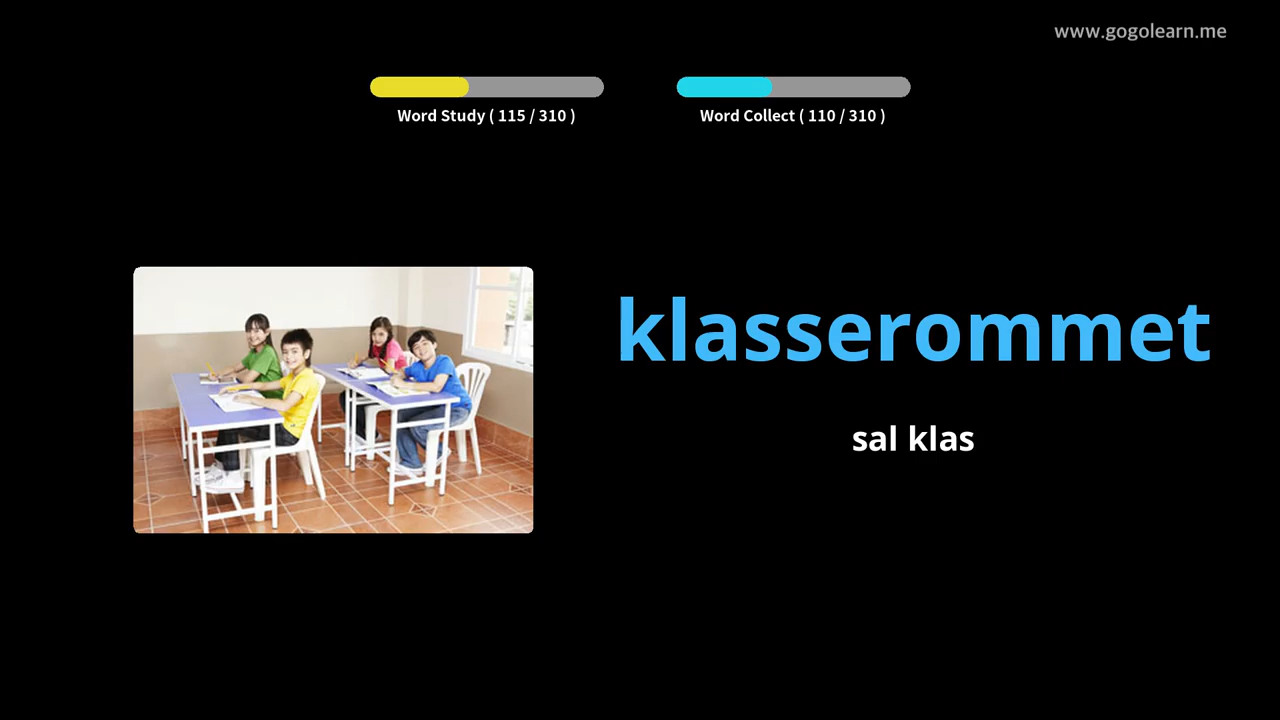 www.gogolearn.me
Word Study ( 115 / 310 )
Word Collect ( 110 / 310 )
klasserommet
sal klas